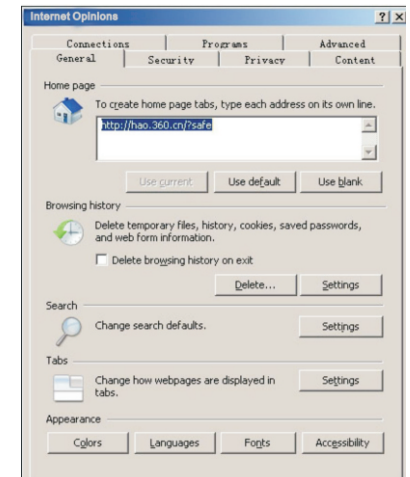 Internet Opinions
Connections Programs Advanced
General Security Privacy Content
Home page
To create home page tabs, type each address on its own line.
http://hao.360.cn/?safe
Use current Use default Use blank
Browsing history
Delete temporary files, history, cookies, saved passwords,
and web form information.
Delete browsing history on exit
Delete... Settings
Search
Change search defaults. Settings
Tabs
Change how webpages are displayed in Settings
tabs.
Appearance
Colors Languages Fonts Accessibility